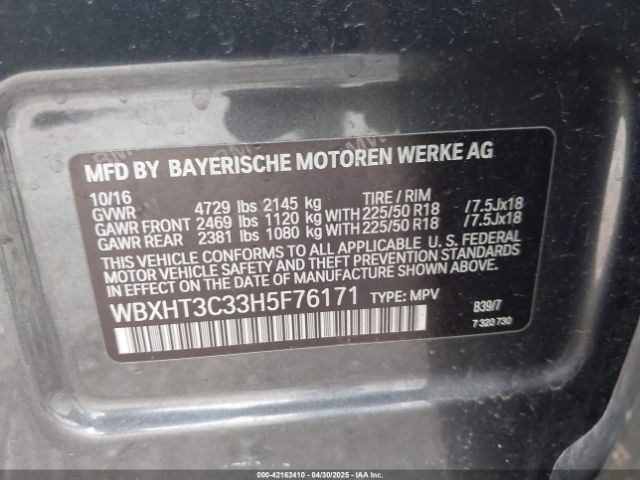 MFD BY BAYERISCHE MOTOREN WERKE AG
10/16 TIRE / RIM
GVWR 4729 lbs 2145 kg
GAWR FRONT 2469 lbs 1120 kg WITH 225/50 R18 /7.5Jx18
GAWR REAR 2381 lbs 1080 kg WITH 225/50 R18 /7.5Jx18
THIS VEHICLE CONFORMS TO ALL APPLICABLE U. S. FEDERAL
MOTOR VEHICLE SAFETY AND THEFT PREVENTION STANDARDS
IN EFFECT ON THE DATE OF MANUFACTURE SHOWN ABOVE.
WBXHT3C33H5F76171 TYPE: MPV B39/7
7 320 730
000-42162410 - 04/30/2025 - IAA Inc.